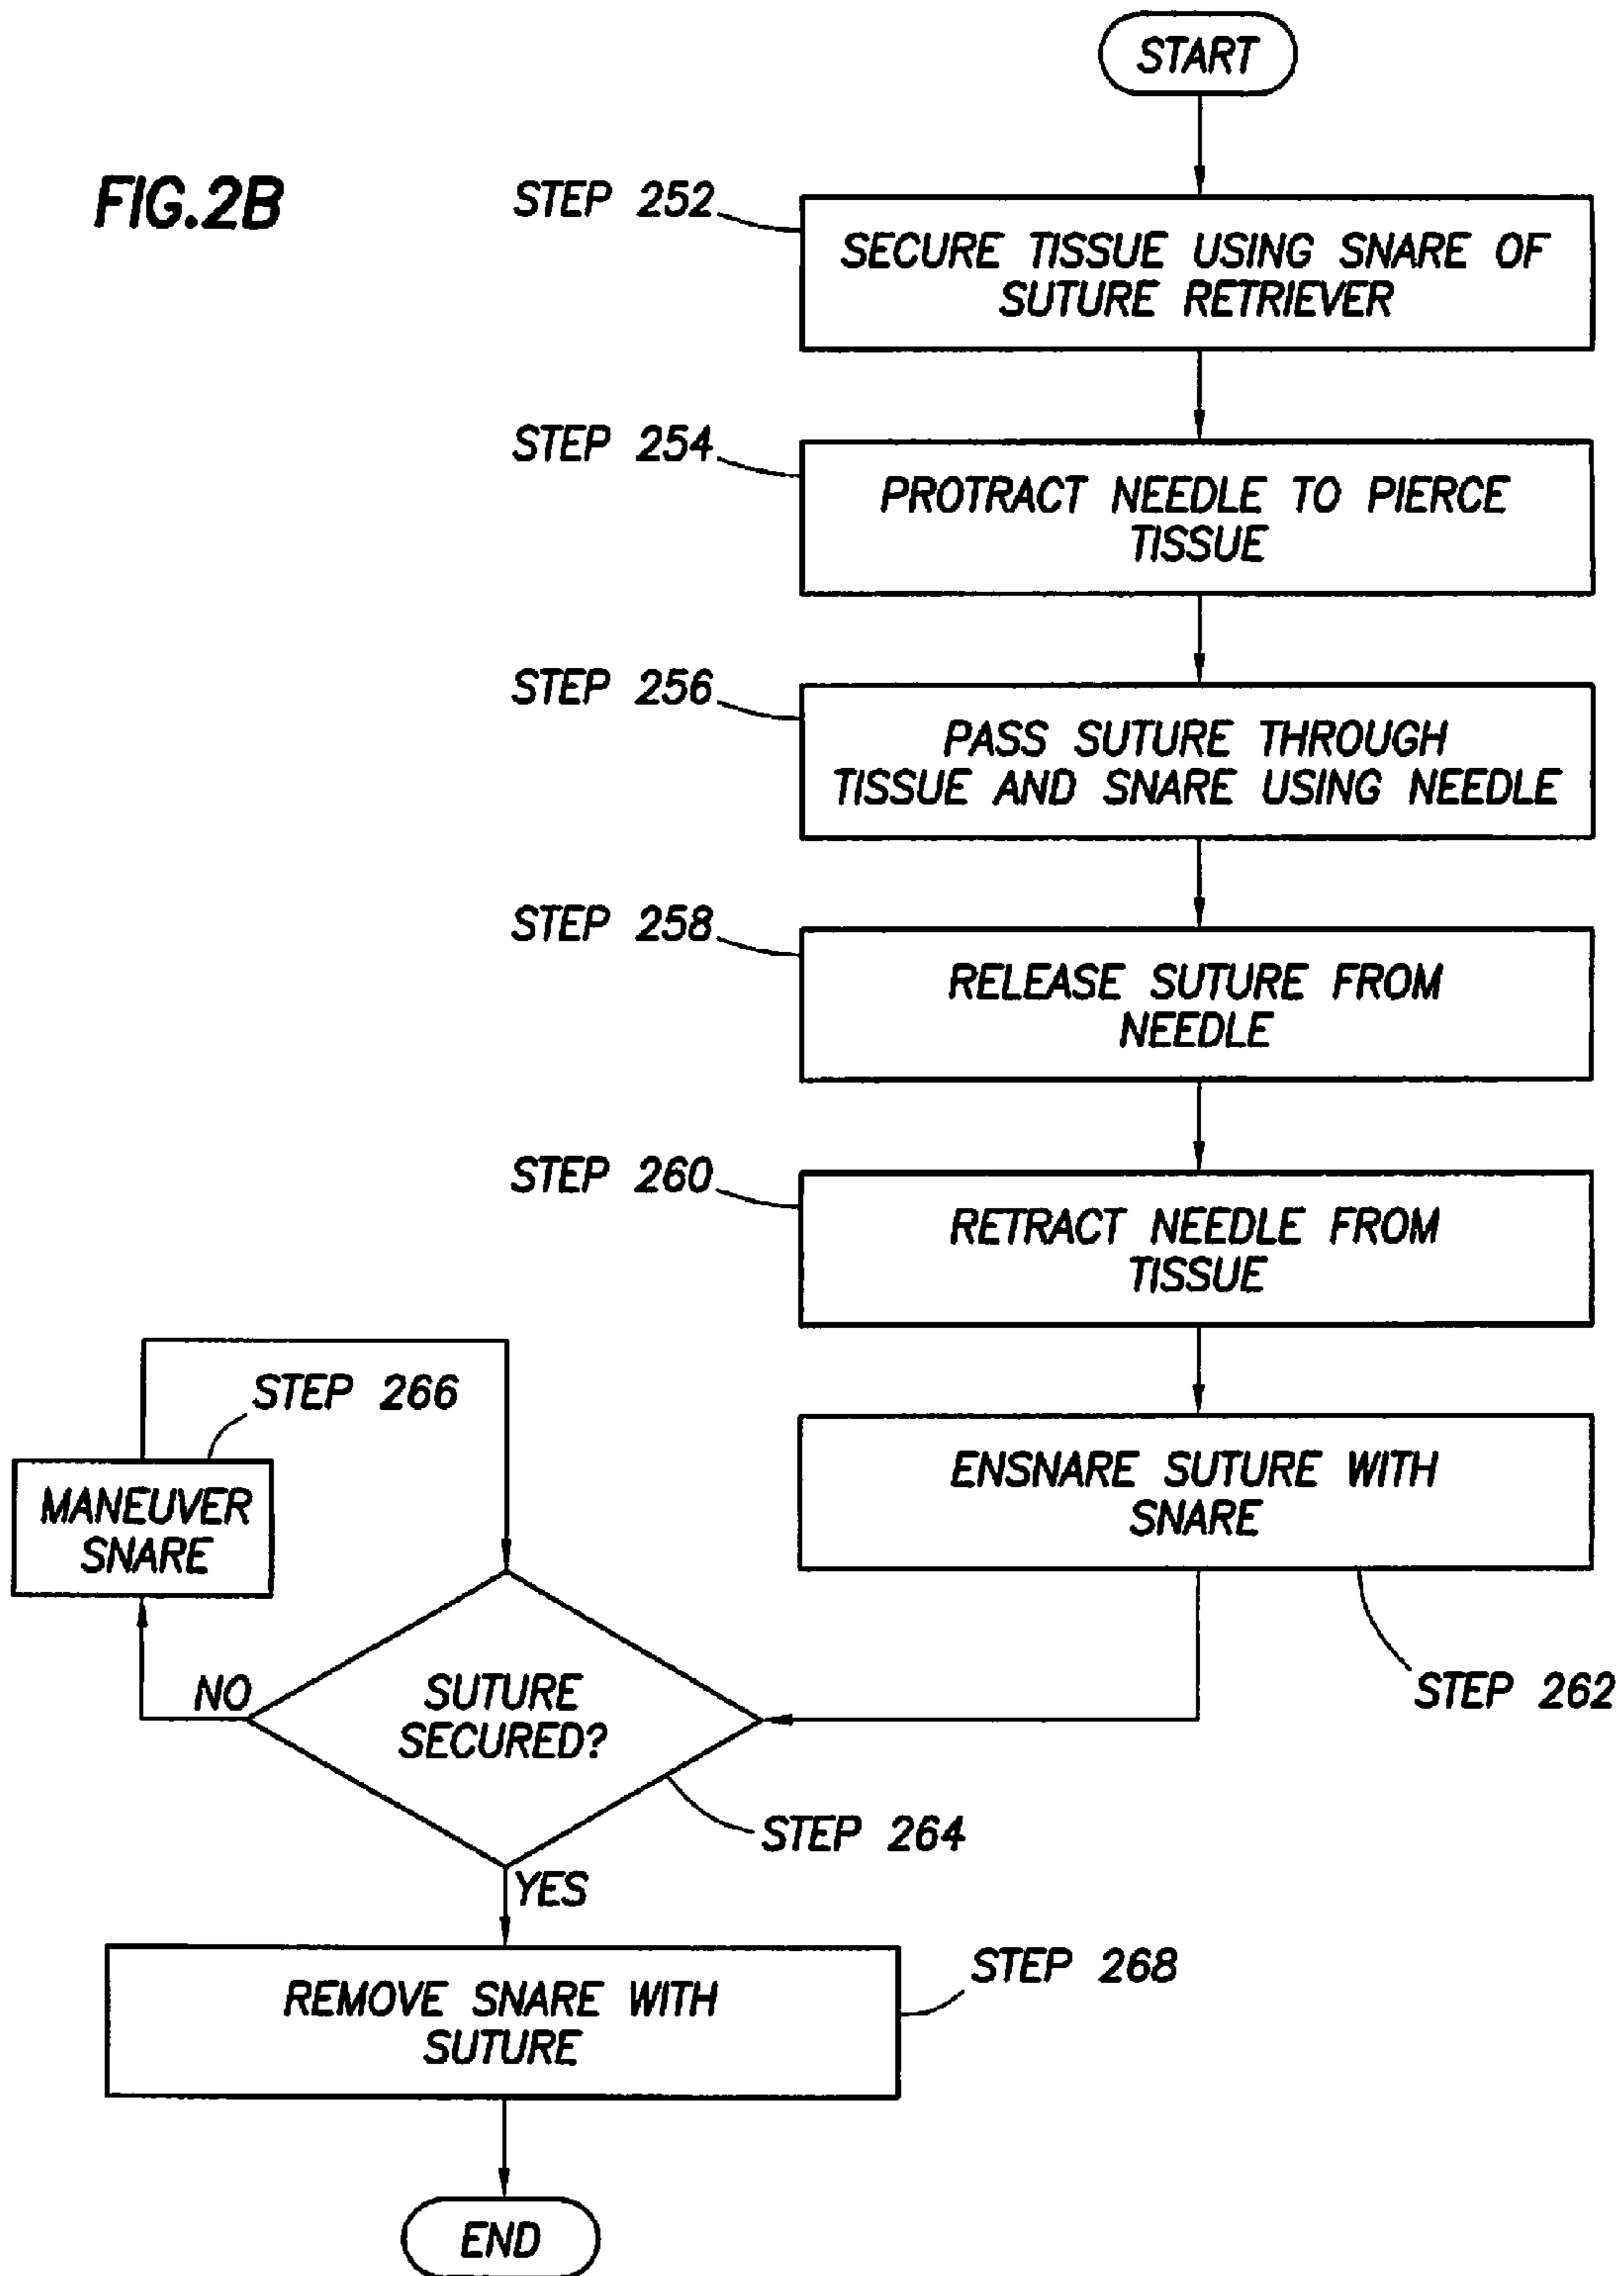 START
FIG.2B
STEP 252
SECURE TISSUE USING SNARE OF
SUTURE RETRIEVER
STEP 254
PROTRACT NEEDLE TO PIERCE
TISSUE
STEP 256
PASS SUTURE THROUGH
TISSUE AND SNARE USING NEEDLE
STEP 258
RELEASE SUTURE FROM
NEEDLE
STEP 260
RETRACT NEEDLE FROM
TISSUE
ENSNARE SUTURE WITH
SNARE
STEP 262
STEP 266
MANEUVER
SNARE
NO
SUTURE
SECURED?
STEP 264
YES
REMOVE SNARE WITH
SUTURE
STEP 268
END